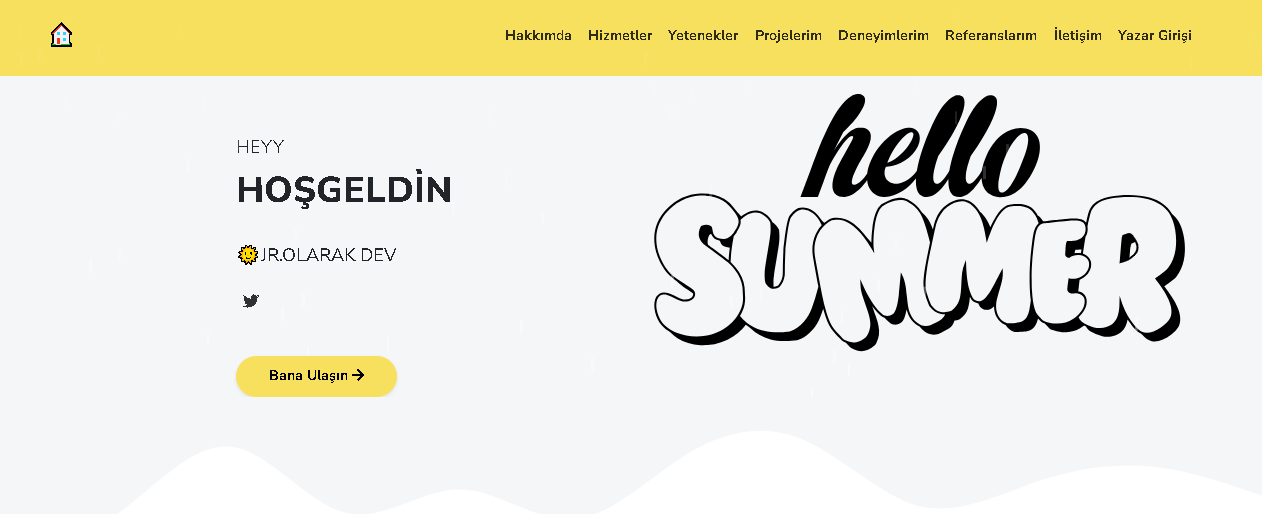 Hakkımda Hizmetler Yetenekler Projelerim Deneyimlerim Referanslarım İletişim Yazar Girişi
HEYY
HOŞGELDİN
JR.OLARAK DEV
Bana Ulaşın
hello
SUMMER